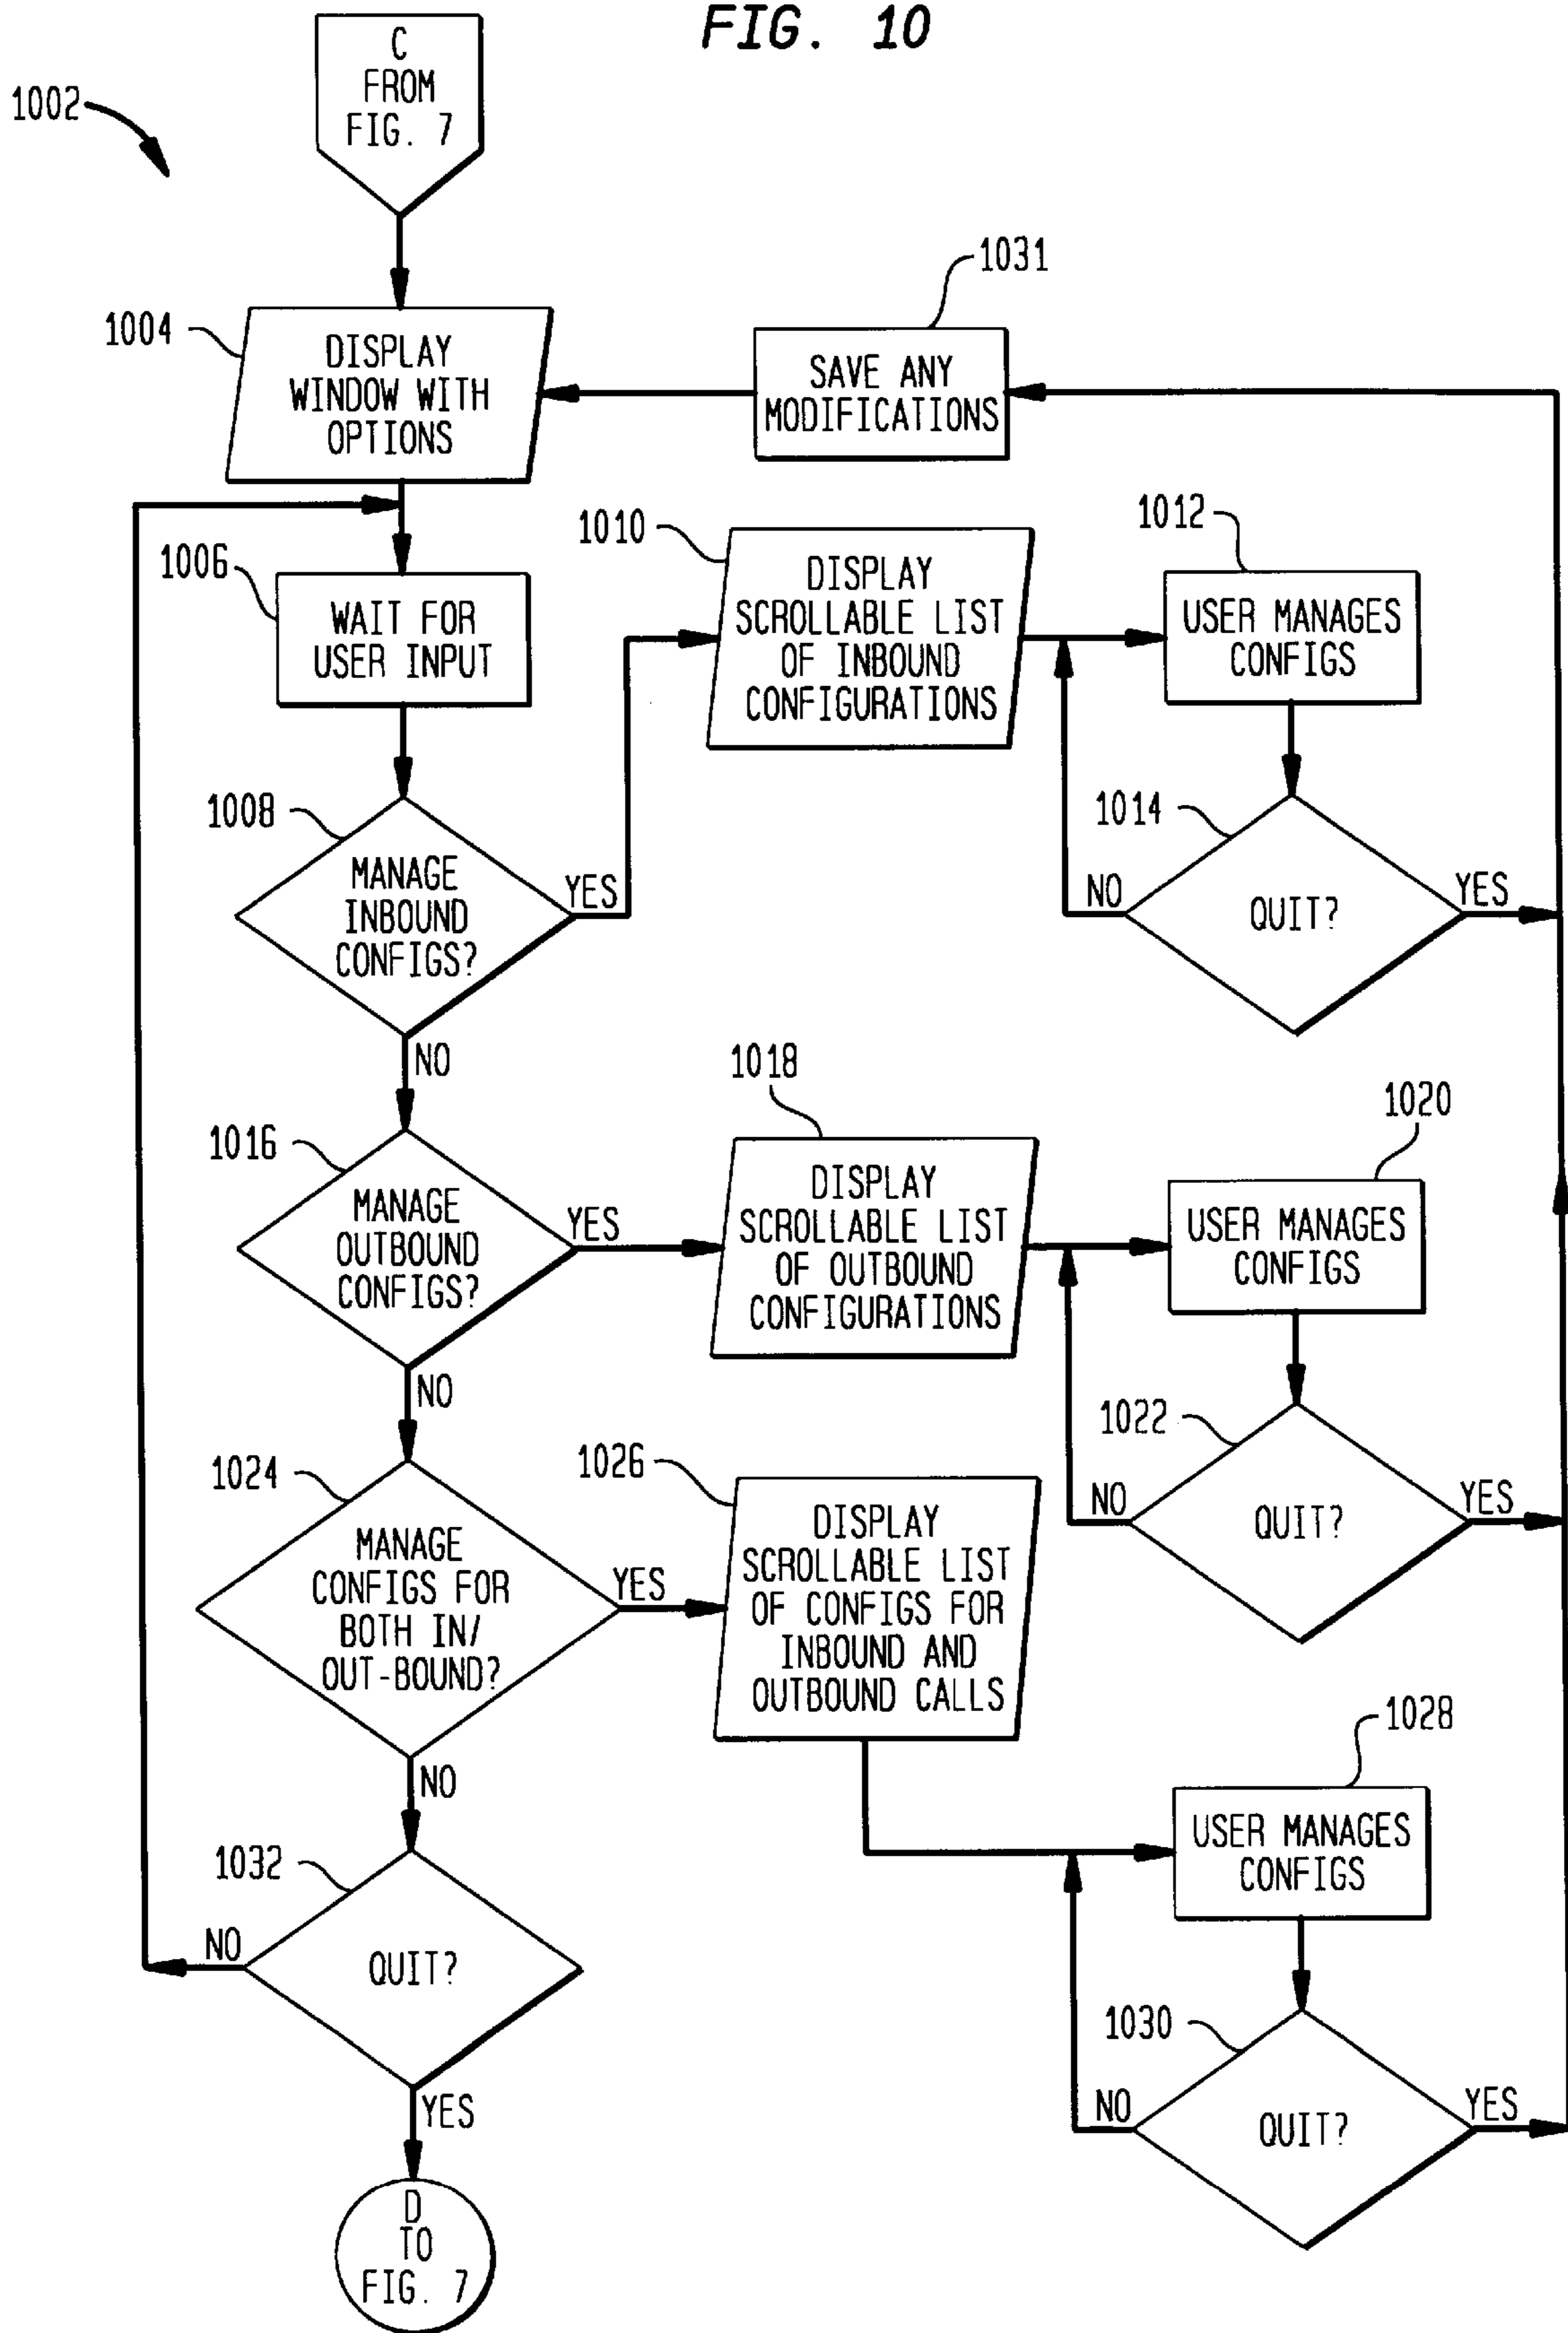 FIG. 10
C
FROM
FIG. 7
1002
1031
1004
DISPLAY
WINDOW WITH
OPTIONS
SAVE ANY
MODIFICATIONS
1010
1012
1006
WAIT FOR
USER INPUT
DISPLAY
SCROLLABLE LIST
OF INBOUND
CONFIGURATIONS
USER MANAGES
CONFIGS
1008
MANAGE
INBOUND
CONFIGS?
YES
1014
NO
QUIT?
YES
NO
1018
1020
1016
MANAGE
OUTBOUND
CONFIGS?
YES
DISPLAY
SCROLLABLE LIST
OF OUTBOUND
CONFIGURATIONS
USER MANAGES
CONFIGS
NO
1022
NO
QUIT?
YES
1024
1026
MANAGE
CONFIGS FOR
BOTH IN/
OUT-BOUND?
YES
DISPLAY
SCROLLABLE LIST
OF CONFIGS FOR
INBOUND AND
OUTBOUND CALLS
NO
1028
USER MANAGES
CONFIGS
1032
NO
QUIT?
1030
NO
QUIT?
YES
YES
D
TO
FIG. 7